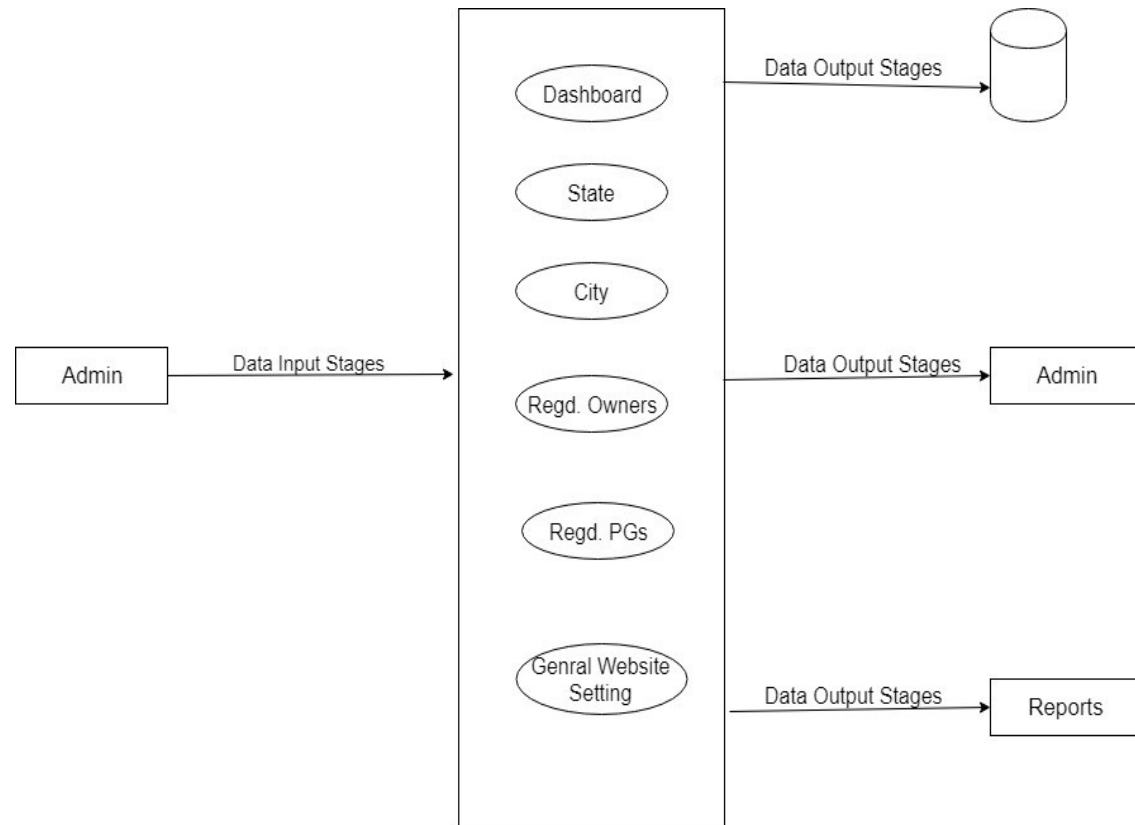 Dashboard
Data Output Stages
State
City
Admin
Data Input Stages
Data Output Stages
Admin
Regd. Owners
Regd. PGs
Genral Website
Setting
Data Output Stages
Reports